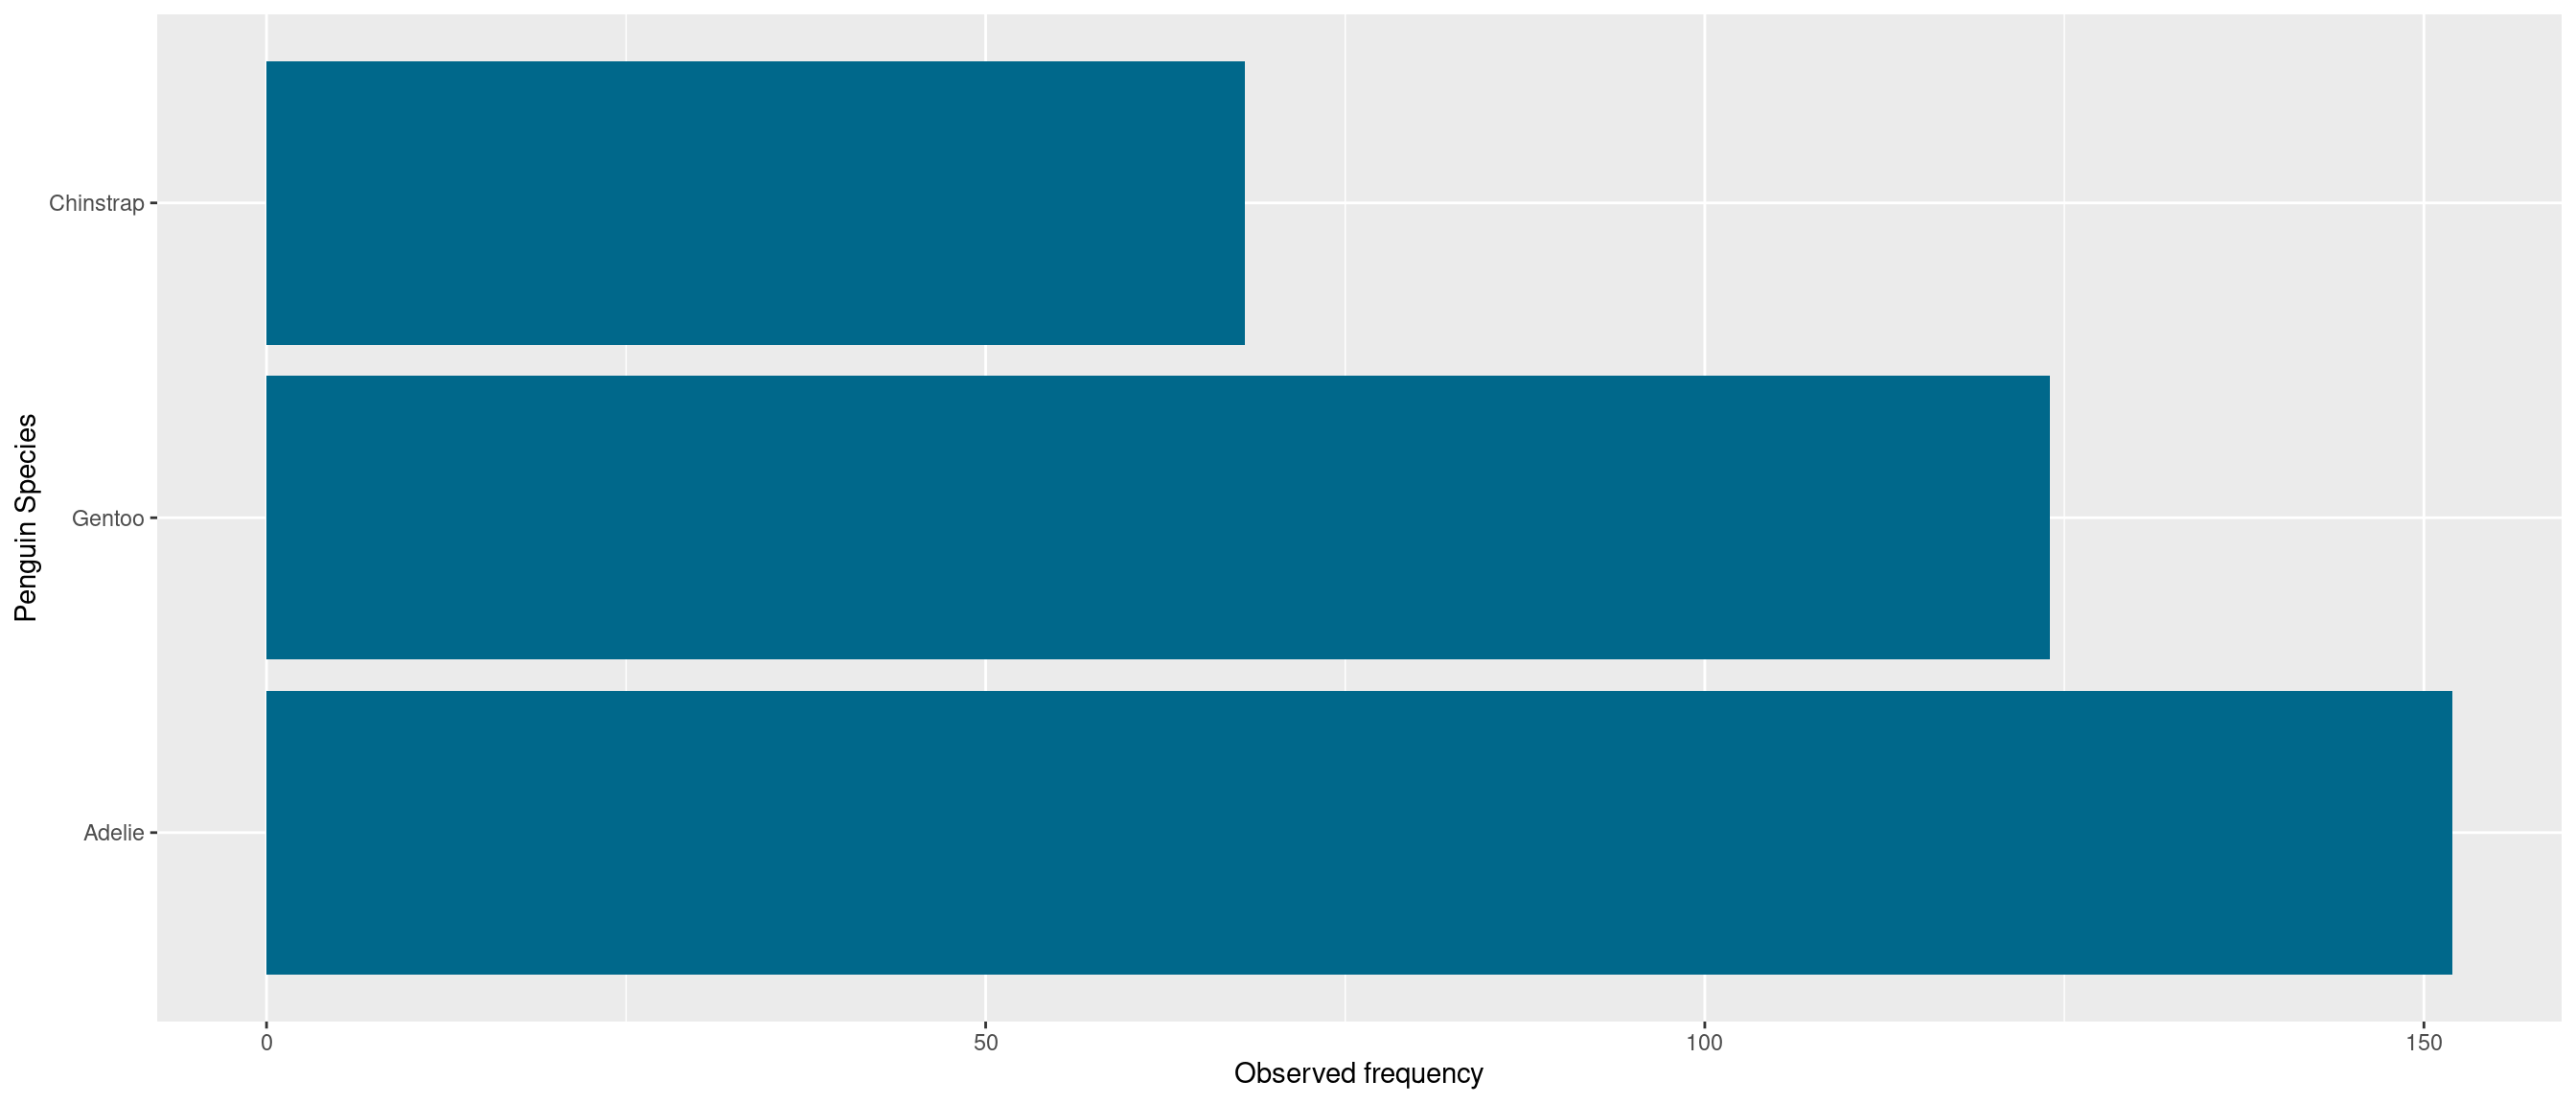 Penguin Species
Chinstrap
Gentoo
Adelie
0 50 100 150
Observed frequency